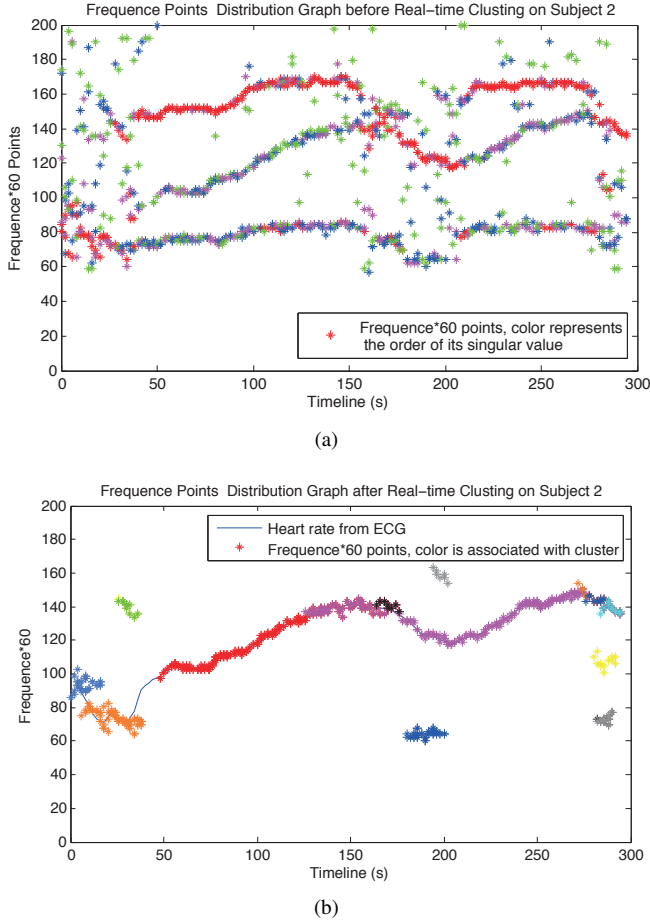 Frequence Points Distribution Graph before Real-time Clusting on Subject 2
200
180
160
140
120
100
80
60
40
20
0
Frequence*60 Points
Frequence*60 points, color represents
the order of its singular value
0 50 100 150 200 250 300
Timeline (s)
(a)
Frequence Points Distribution Graph after Real-time Clusting on Subject 2
200
180
160
140
120
100
80
60
40
20
0
Frequence*60
Heart rate from ECG
Frequence*60 points, color is associated with cluster
0 50 100 150 200 250 300
Timeline (s)
(b)